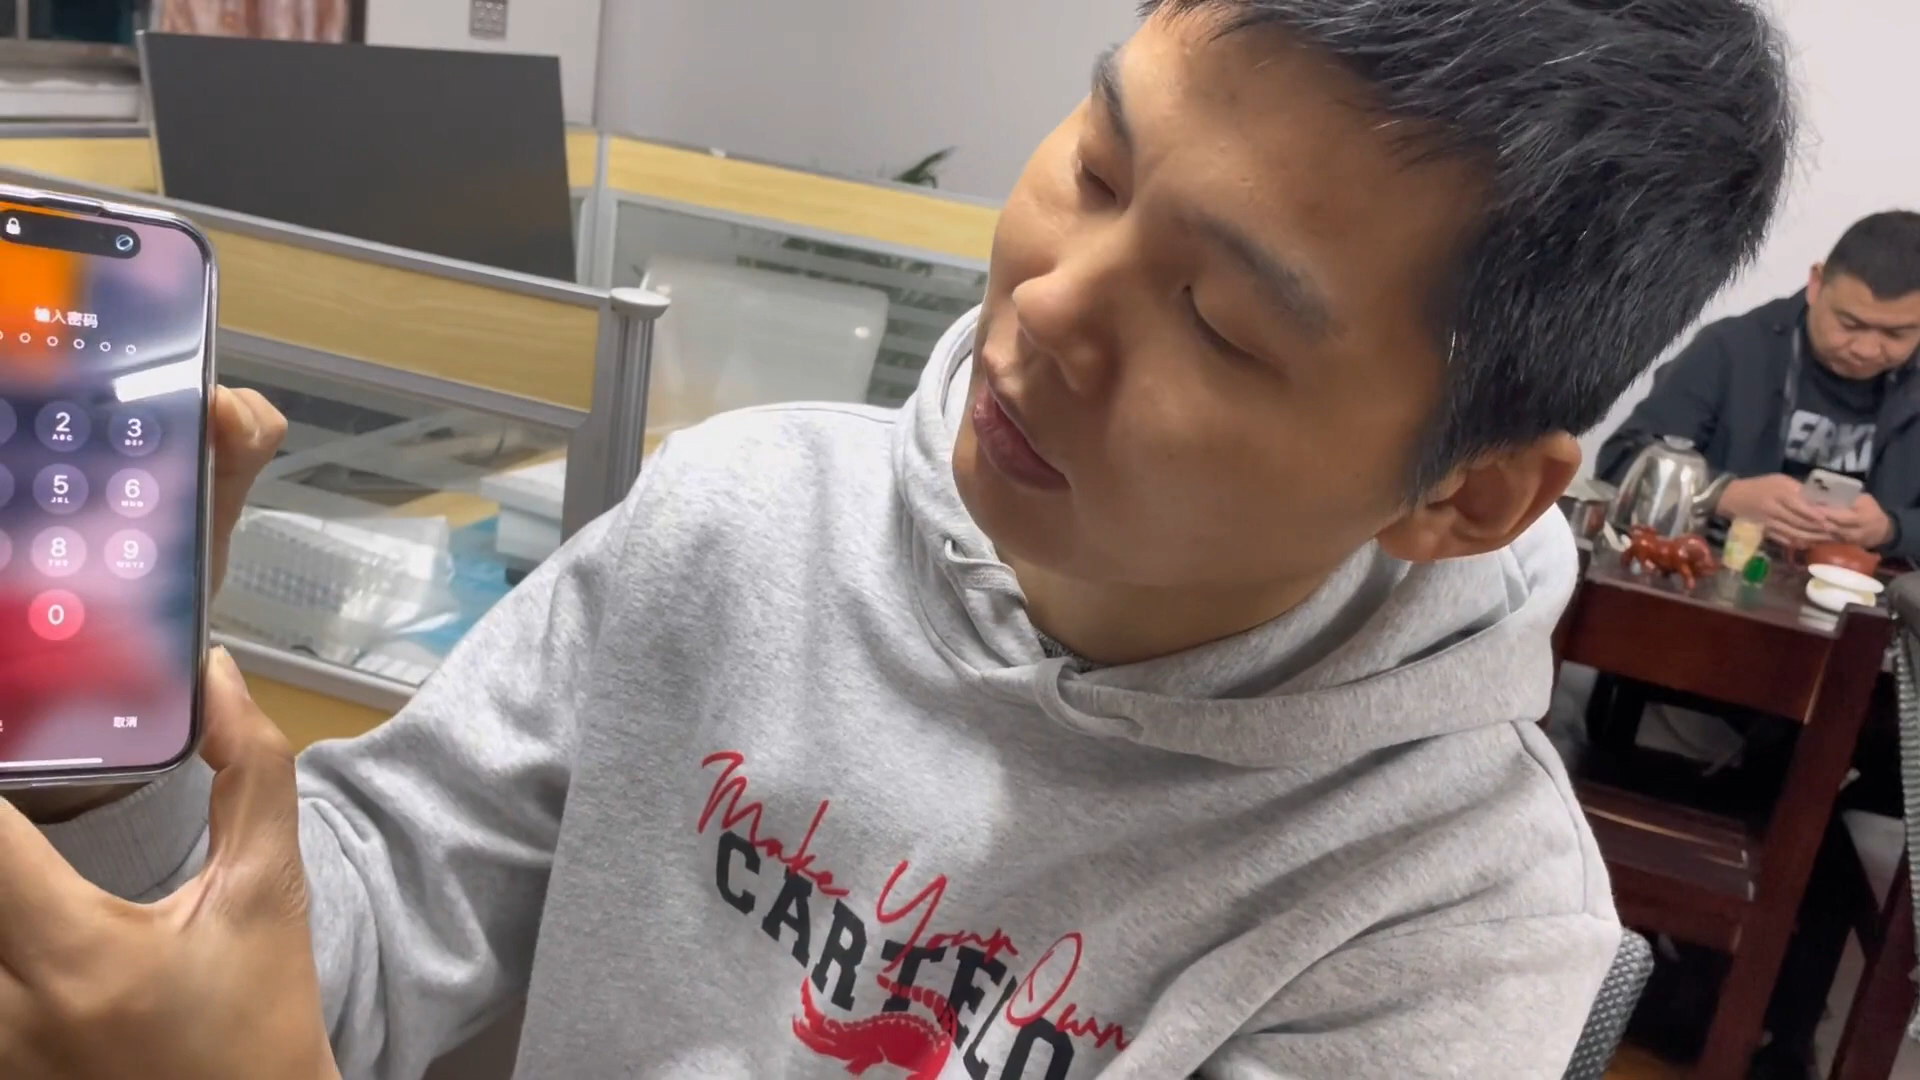 输入密码
2
ABC
3
DEF
5
JKL
6
MNO
8
TUV
9
WXYZ
0
取消
Make Your Own
CARTELO